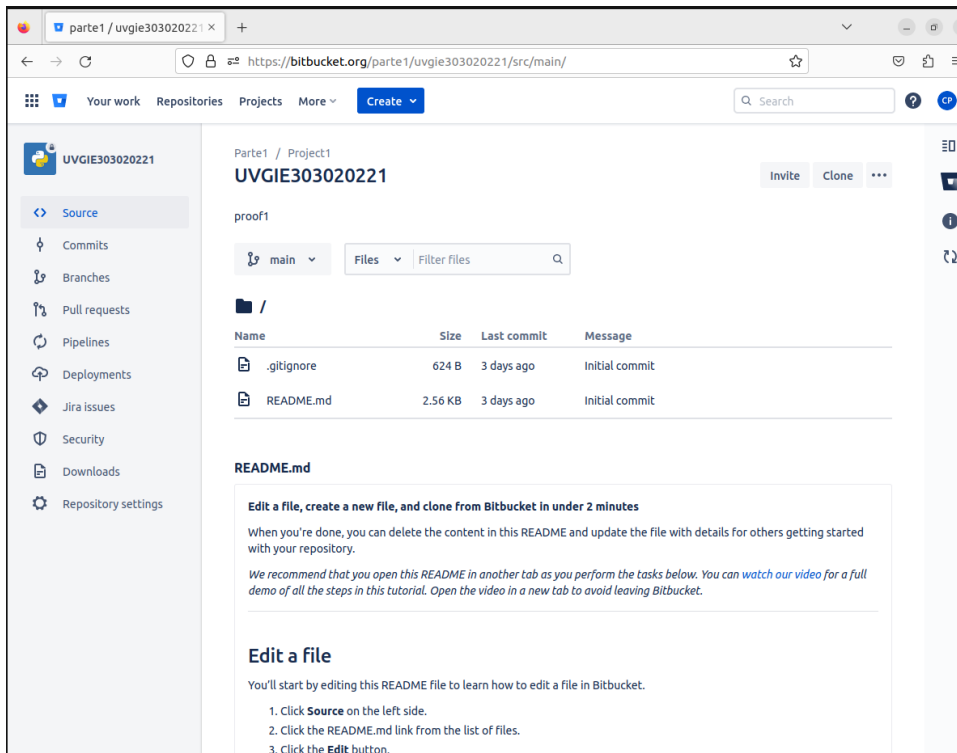 parte1 / uvgie303020221
https://bitbucket.org/parte1/uvgie303020221/src/main/
Your work Repositories Projects More Create Search CP
UVGIE303020221
Source
Commits
Branches
Pull requests
Pipelines
Deployments
Jira issues
Security
Downloads
Repository settings
Parte1 / Project1
UVGIE303020221
Invite Clone
proof1
main Files Filter files
/
Name Size Last commit Message
.gitignore 624 B 3 days ago Initial commit
README.md 2.56 KB 3 days ago Initial commit
README.md
Edit a file, create a new file, and clone from Bitbucket in under 2 minutes
When you're done, you can delete the content in this README and update the file with details for others getting started
with your repository.
We recommend that you open this README in another tab as you perform the tasks below. You can watch our video for a full
demo of all the steps in this tutorial. Open the video in a new tab to avoid leaving Bitbucket.
Edit a file
You'll start by editing this README file to learn how to edit a file in Bitbucket.
1. Click Source on the left side.
2. Click the README.md link from the list of files.
3. Click the Edit button.